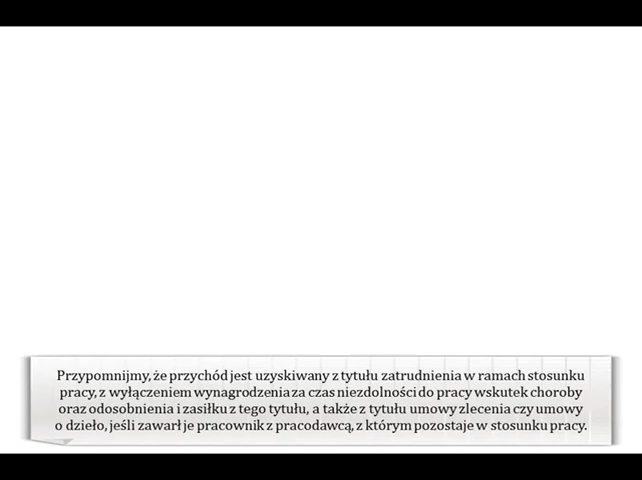 Przypomnijmy, że przychód jest uzyskiwany z tytułu zatrudnienia w ramach stosunku
pracy, z wyłączeniem wynagrodzenia za czas niezdolności do pracy wskutek choroby
oraz odosobnienia i zasiłku z tego tytułu, a także z tytułu umowy zlecenia czy umowy
o dzieło, jeśli zawarł je pracownik z pracodawcą, z którym pozostaje w stosunku pracy.